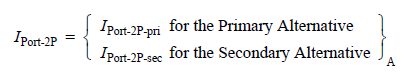 I_Port-2P = { I_Port-2P-pri for the Primary Alternative
I_Port-2P-sec for the Secondary Alternative }_A